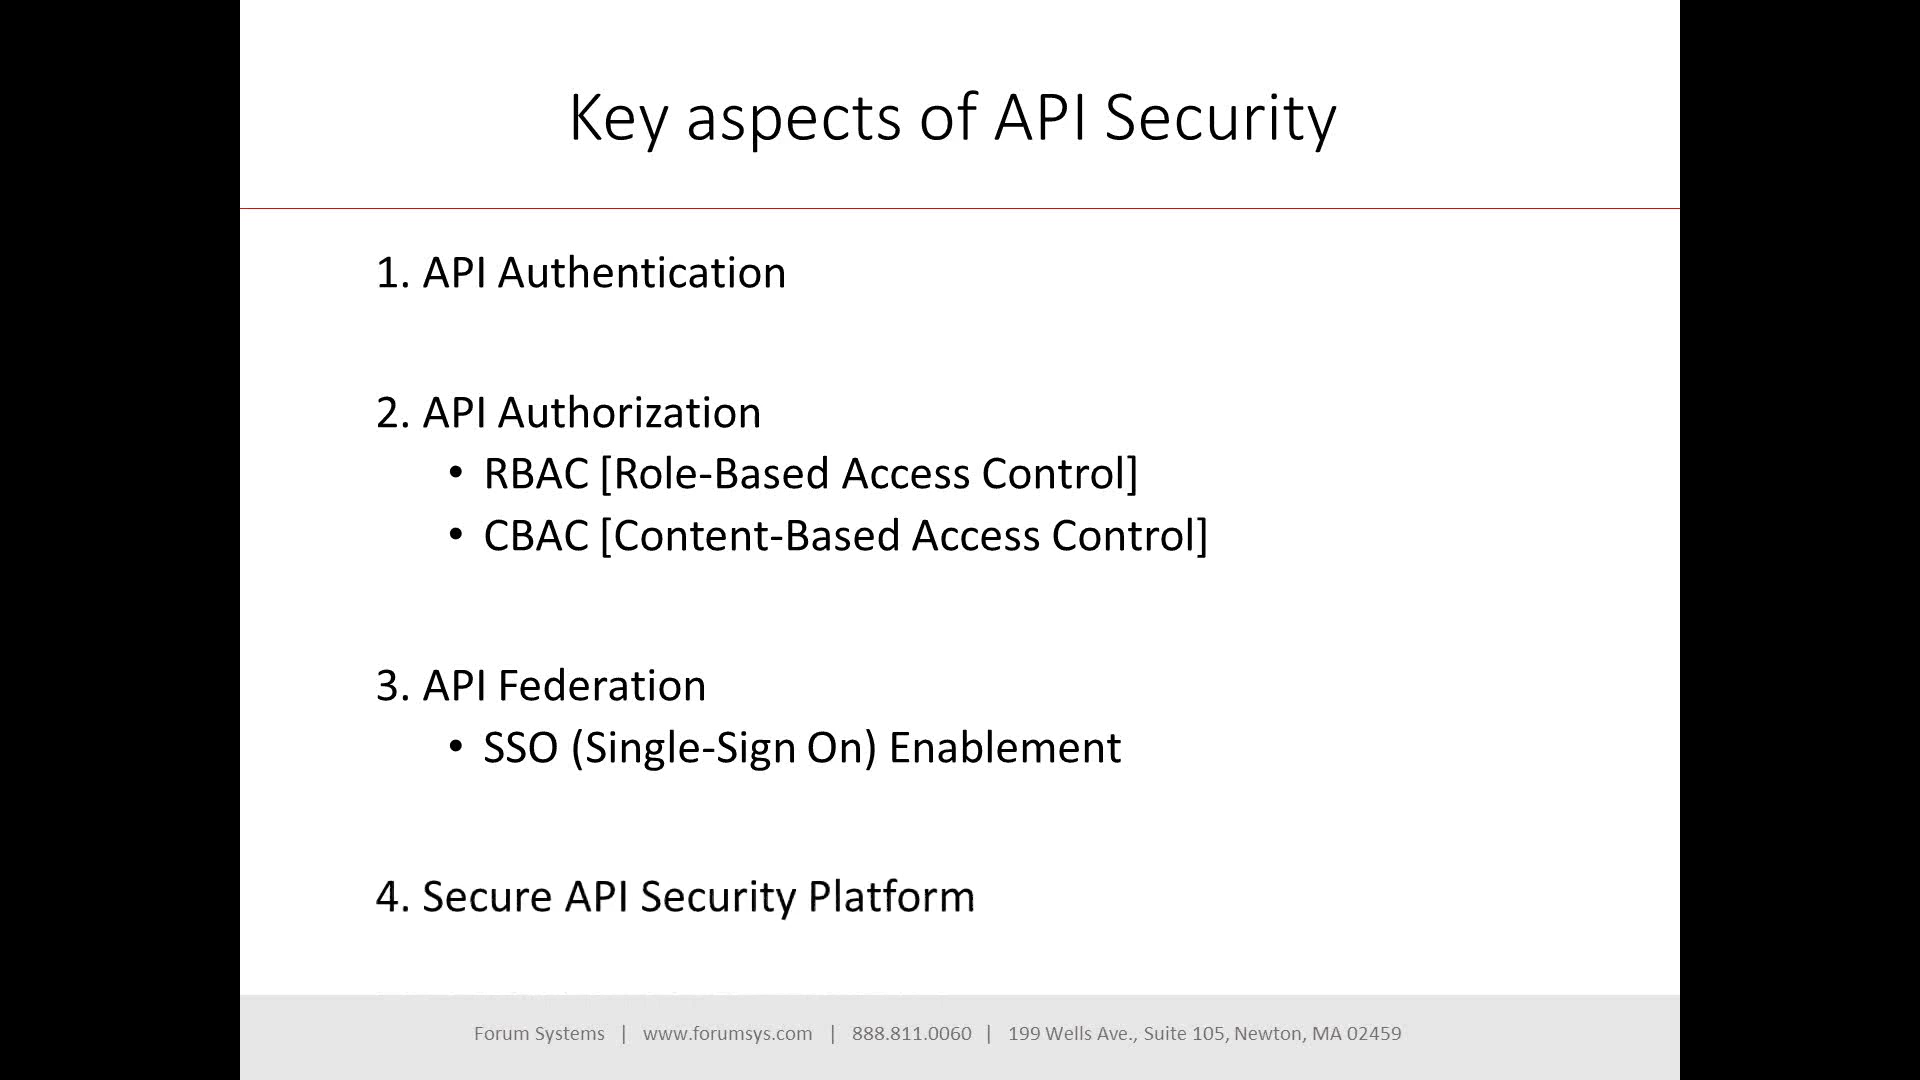 Key aspects of API Security
1. API Authentication
2. API Authorization
• RBAC [Role-Based Access Control]
• CBAC [Content-Based Access Control]
3. API Federation
• SSO (Single-Sign On) Enablement
4. Secure API Security Platform
Forum Systems | www.forumsys.com | 888.811.0060 | 199 Wells Ave., Suite 105, Newton, MA 02459